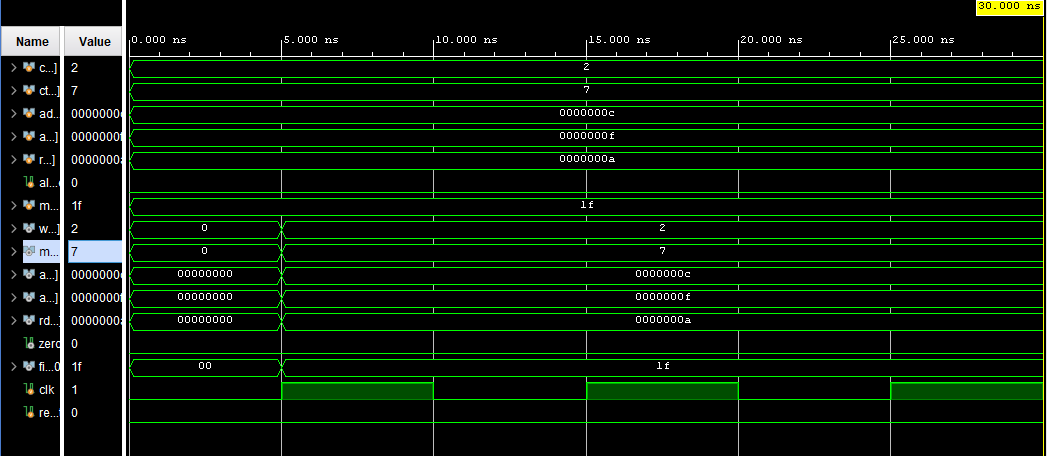 30.000 ns
Name Value 0.000 ns 5.000 ns 10.000 ns 15.000 ns 20.000 ns 25.000 ns
c...] 2 2
ct...] 7 7
ad... 0000000c 0000000c
a...] 0000000f 0000000f
r...] 0000000a 0000000a
al... 0
m... 1f 1f
w...] 2 0 2
m... 7 0 7
a...] 0000000c 00000000 0000000c
a...] 0000000f 00000000 0000000f
rd...] 0000000a 00000000 0000000a
zero 0
fi...0 1f 00 1f
clk 1
re... 0